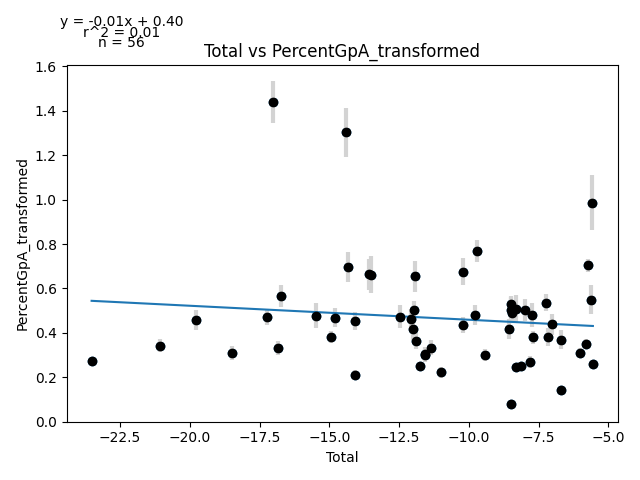 y = -0.01x + 0.40
r^2 = 0.01
n = 56
Total vs PercentGpA_transformed
1.6
1.4
1.2
1.0
0.8
0.6
0.4
0.2
0.0
PercentGpA_transformed
−22.5 −20.0 −17.5 −15.0 −12.5 −10.0 −7.5 −5.0
Total